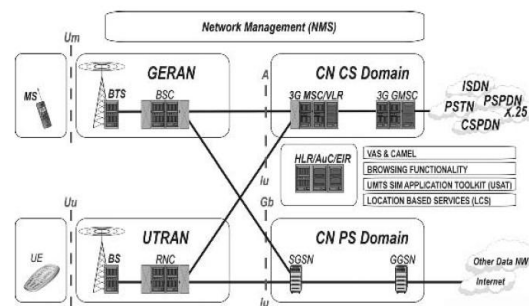 Network Management (NMS)
Um
GERAN
BTS
BSC
MS
A
CN CS Domain
3G MSC/VLR
3G GMSC
ISDN
PSTN
PSPDN
X.25
CSPDN
Iu
HLR/AuC/EIR
VAS & CAMEL
BROWSING FUNCTIONALITY
UMTS SIM APPLICATION TOOLKIT (USAT)
LOCATION BASED SERVICES (LCS)
Uu
UTRAN
BS
RNC
UE
Gb
CN PS Domain
SGSN
GGSN
Other Data NW
Internet
Iu